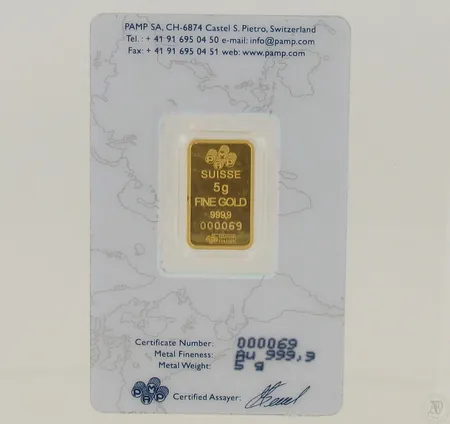 PAMP SA, CH-6874 Castel S. Pietro, Switzerland
Tel.: + 41 91 695 04 50 e-mail: info@pamp.com
Fax: + 41 91 695 04 51 web: www.pamp.com
PAMP
SUISSE
5g
FINE GOLD
999,9
000069
Certificate Number: 000069
Metal Fineness: Au 999,9
Metal Weight: 5 g
PAMP Certified Assayer: